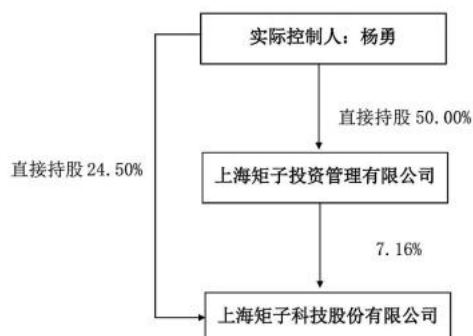 实际控制人：杨勇
直接持股 50.00%
直接持股 24.50%
上海矩子投资管理有限公司
7.16%
上海矩子科技股份有限公司